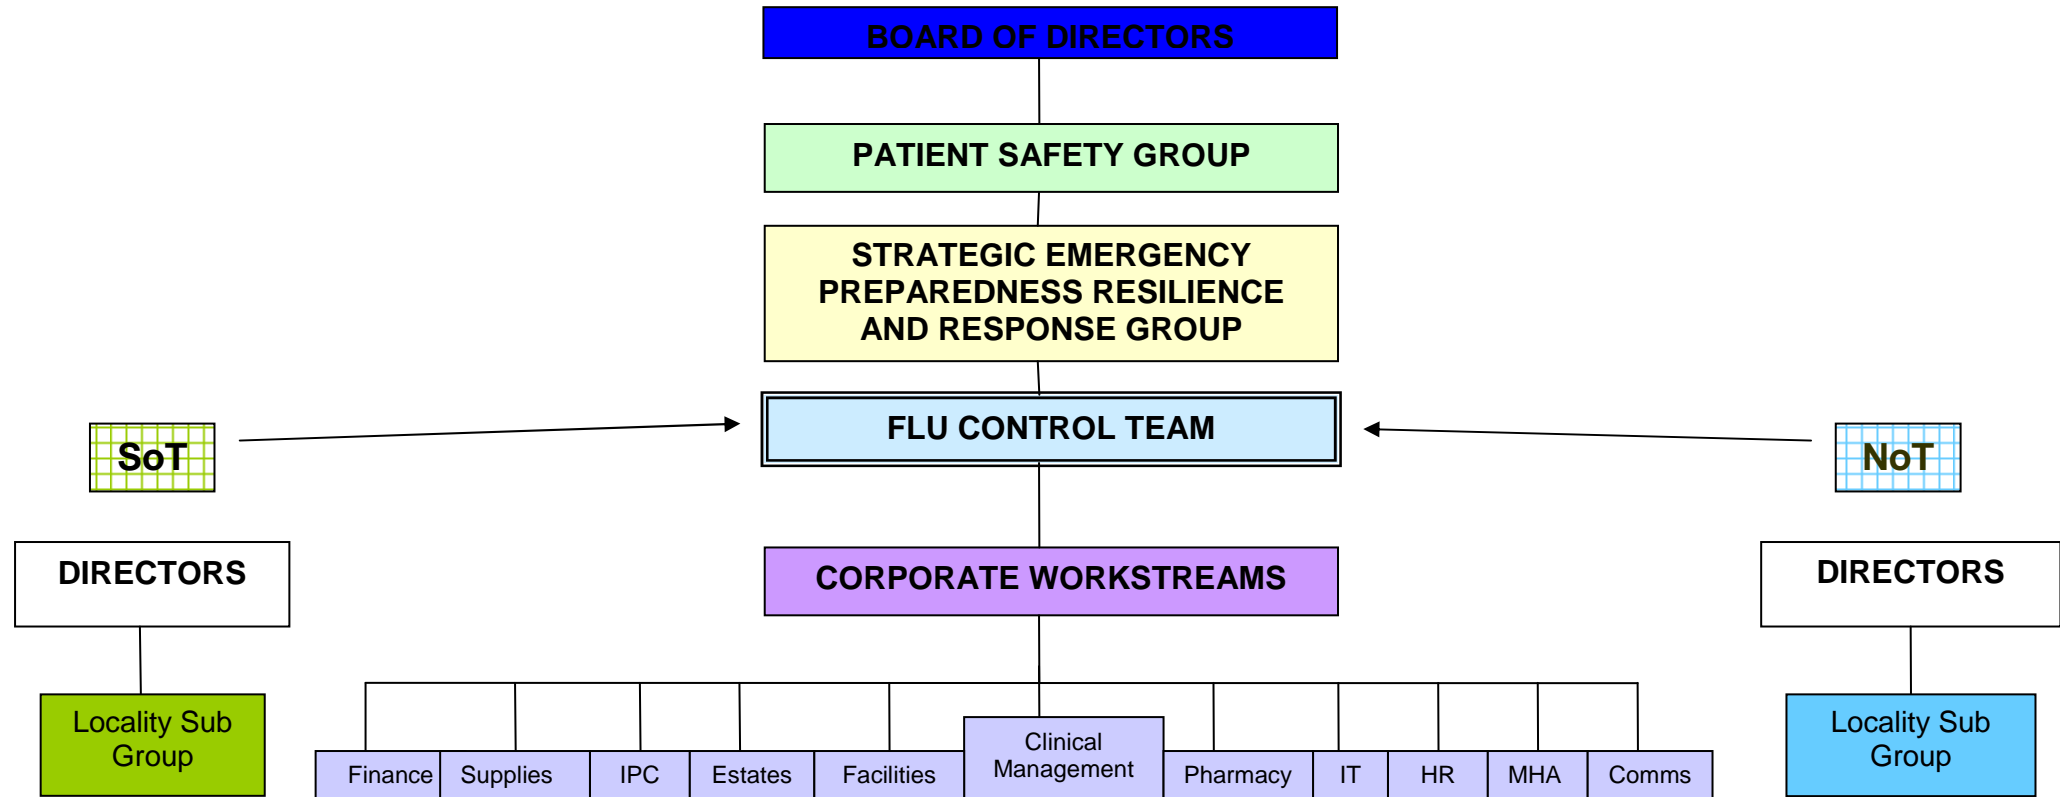 BOARD OF DIRECTORS
PATIENT SAFETY GROUP
STRATEGIC EMERGENCY
PREPAREDNESS RESILIENCE
AND RESPONSE GROUP
FLU CONTROL TEAM
SoT
NoT
DIRECTORS
CORPORATE WORKSTREAMS
DIRECTORS
Locality Sub
Group
Finance
Supplies
IPC
Estates
Facilities
Clinical
Management
Pharmacy
IT
HR
MHA
Comms
Locality Sub
Group